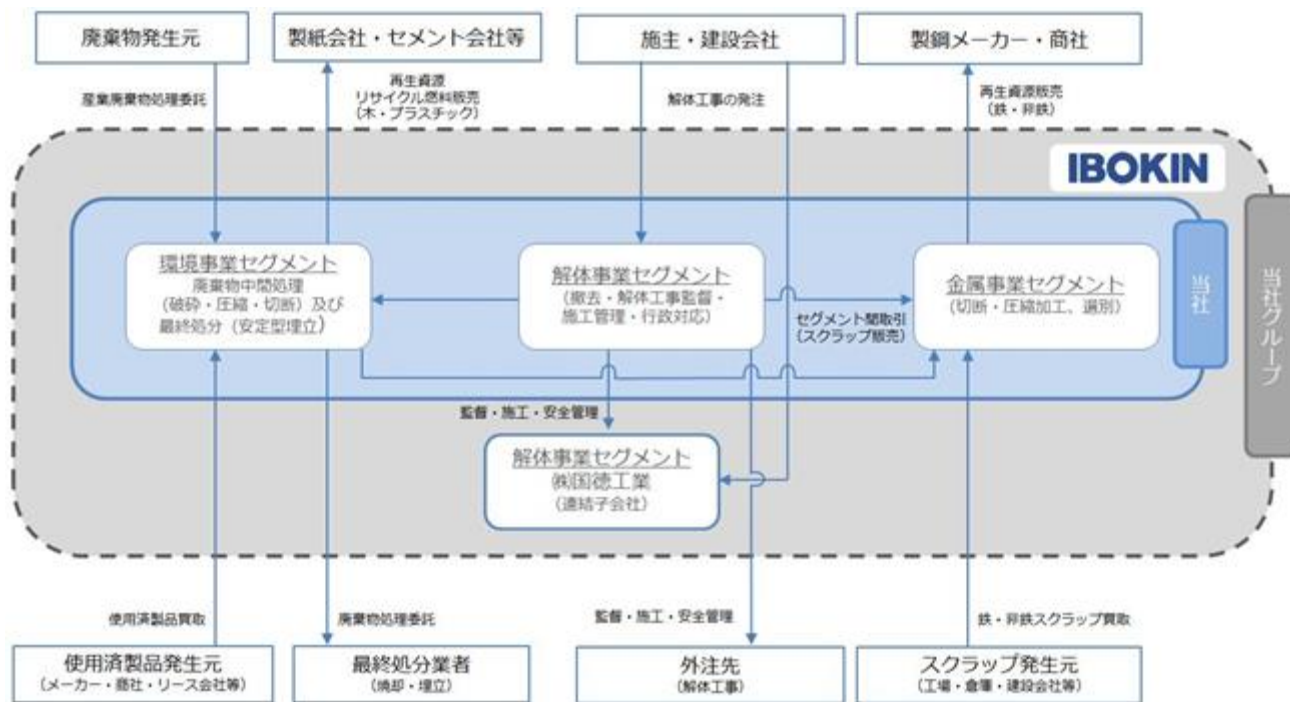 廃棄物発生元
製紙会社・セメント会社等
施主・建設会社
製鋼メーカー・商社
産業廃棄物処理委託
再生資源
リサイクル燃料販売
（木・プラスチック）
解体工事の発注
再生資源販売
（鉄・非鉄）
IBOKIN
環境事業セグメント
廃棄物中間処理
（破砕・圧縮・切断）及び
最終処分（安定型埋立）
解体事業セグメント
（撤去・解体工事監督・
施工管理・行政対応）
金属事業セグメント
（切断・圧縮加工、選別）
セグメント間取引
（スクラップ販売）
当社
当社グループ
監督・施工・安全管理
解体事業セグメント
㈱国徳工業
（連結子会社）
使用済製品買取
廃棄物処理委託
監督・施工・安全管理
鉄・非鉄スクラップ買取
使用済製品発生元
（メーカー・商社・リース会社等）
最終処分業者
（焼却・埋立）
外注先
（解体工事）
スクラップ発生元
（工場・倉庫・建設会社等）